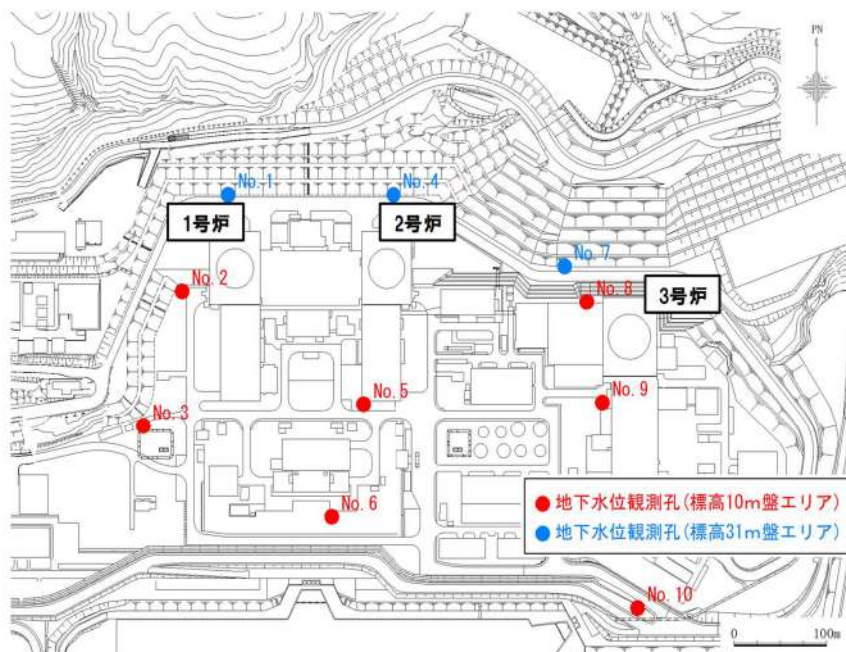 PN
No.1
No.4
1号炉
2号炉
No.7
No.2
No.8
3号炉
No.5
No.9
No.3
No.6
地下水位観測孔(標高10m盤エリア)
地下水位観測孔(標高31m盤エリア)
No.10
0 100m